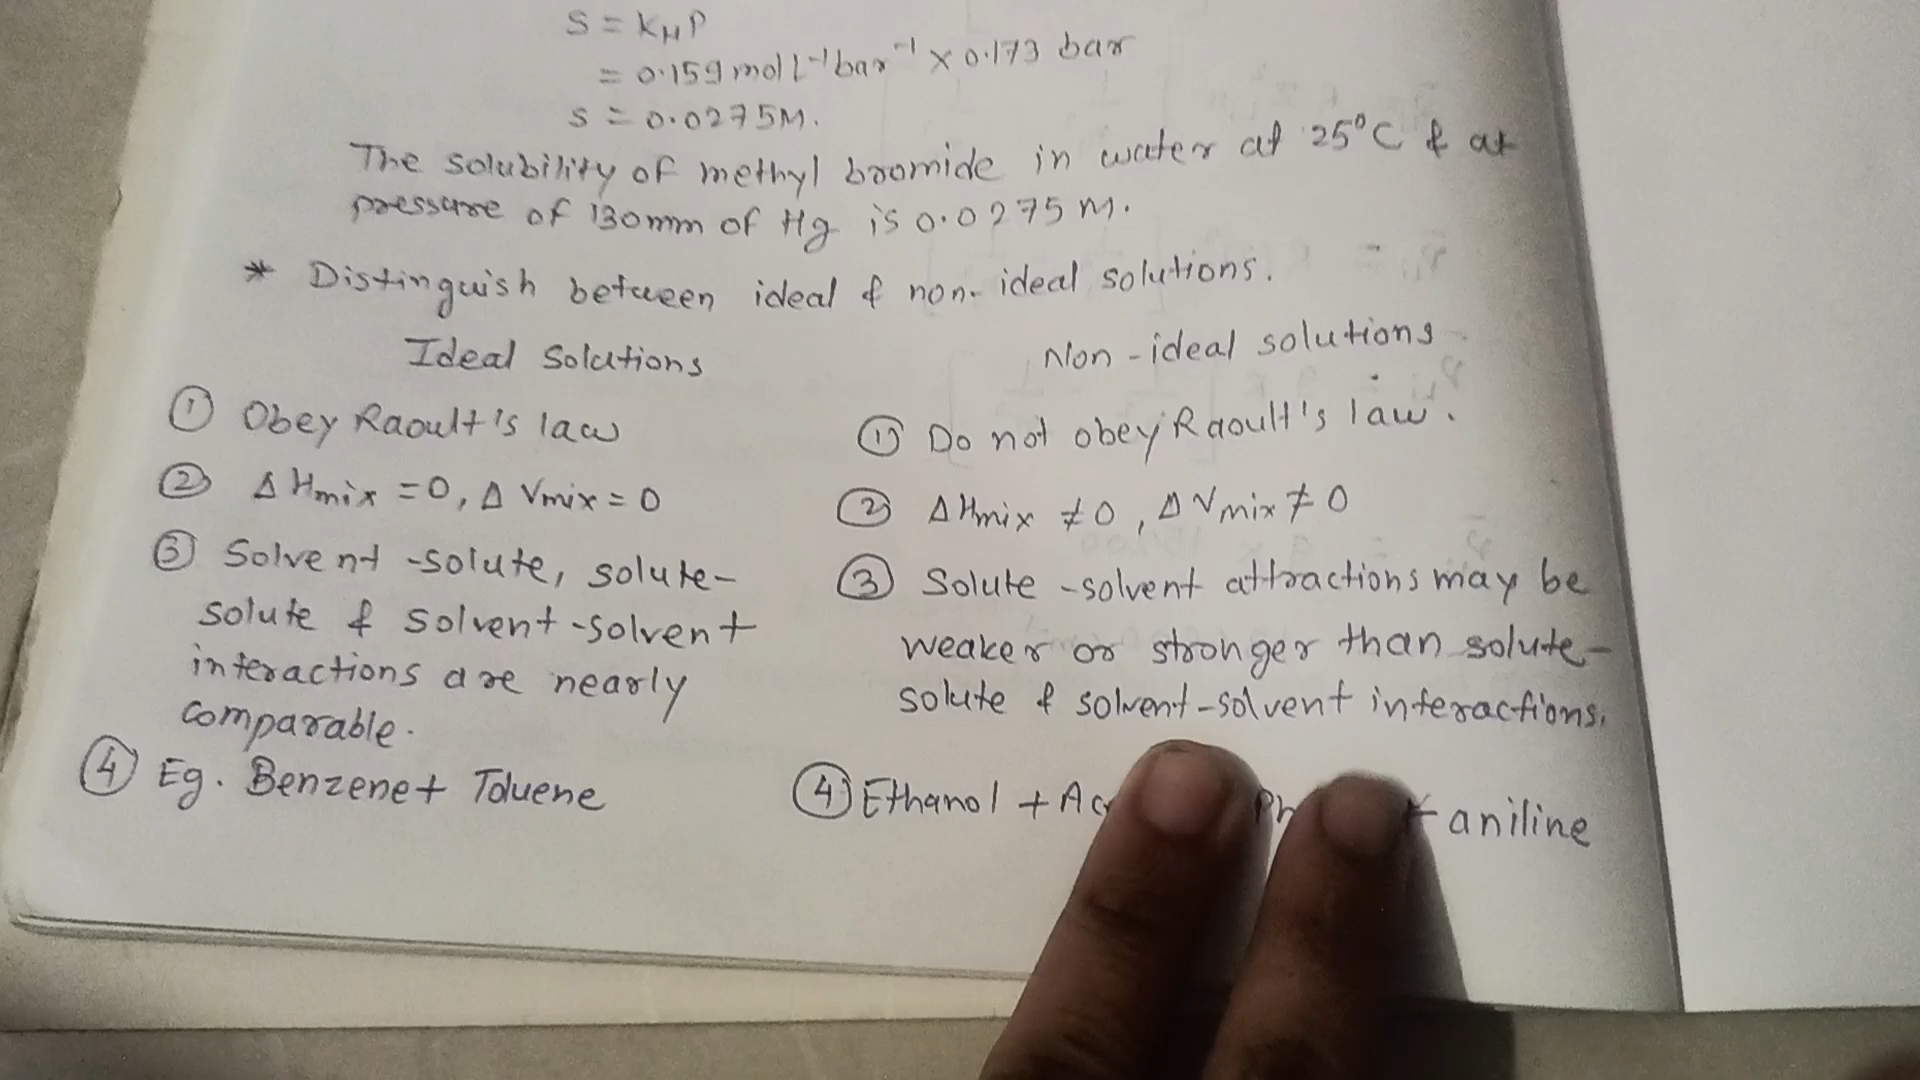 S = KHP
= 0.159 mol L⁻¹ bar⁻¹ × 0.173 bar
S = 0.0275M.
The solubility of methyl bromide in water at 25°C & at
pressure of 130mm of Hg is 0.0275 M.
* Distinguish between ideal & non-ideal solutions.
Ideal Solutions
① Obey Raoult's law
② ΔHmix = 0, ΔVmix = 0
③ Solvent-solute, solute-
solute & solvent-solvent
interactions are nearly
comparable.
④ Eg. Benzene + Toluene
Non-ideal solutions
① Do not obey Raoult's law.
② ΔHmix ≠ 0, ΔVmix ≠ 0
③ Solute-solvent attractions may be
weaker or stronger than solute-
solute & solvent-solvent interactions.
④ Ethanol + aniline